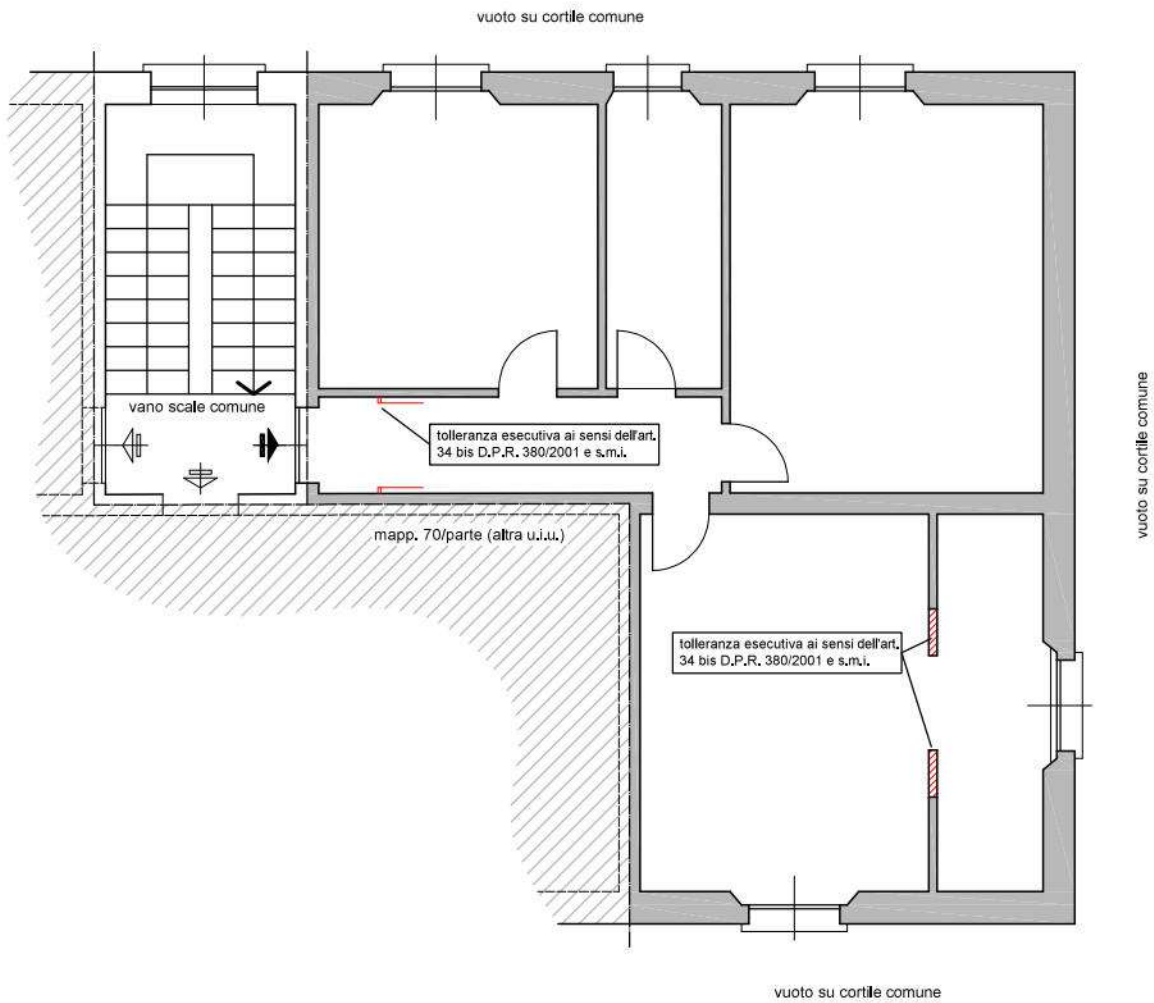 vuoto su cortile comune
vano scale comune
tolleranza esecutiva ai sensi dell'art.
34 bis D.P.R. 380/2001 e s.m.i.
vuoto su cortile comune
mapp. 70/parte (altra u.i.u.)
tolleranza esecutiva ai sensi dell'art.
34 bis D.P.R. 380/2001 e s.m.i.
vuoto su cortile comune